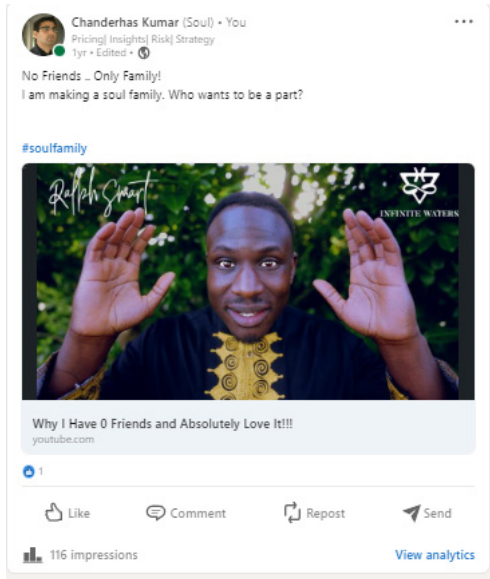 Chanderhas Kumar (Soul) • You
Pricing| Insights| Risk| Strategy
1yr • Edited •
No Friends .. Only Family!
I am making a soul family. Who wants to be a part?
#soulfamily
Ralph Smart
INFINITE WATERS
Why I Have 0 Friends and Absolutely Love It!!!
youtube.com
1
Like Comment Repost Send
116 impressions View analytics